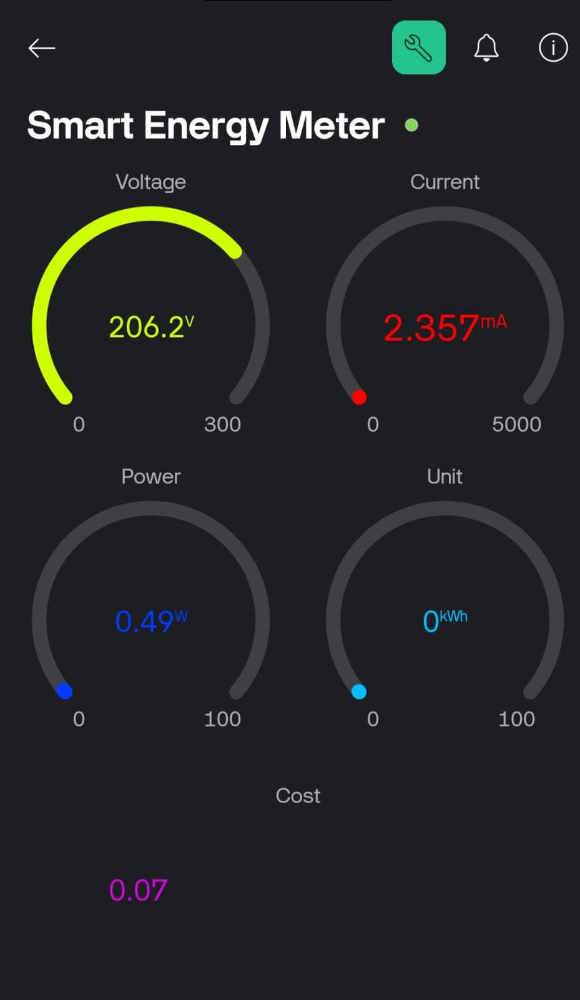 Smart Energy Meter
Voltage
Current
206.2V
2.357mA
0
300
0
5000
Power
Unit
0.49W
0kWh
0
100
0
100
Cost
0.07